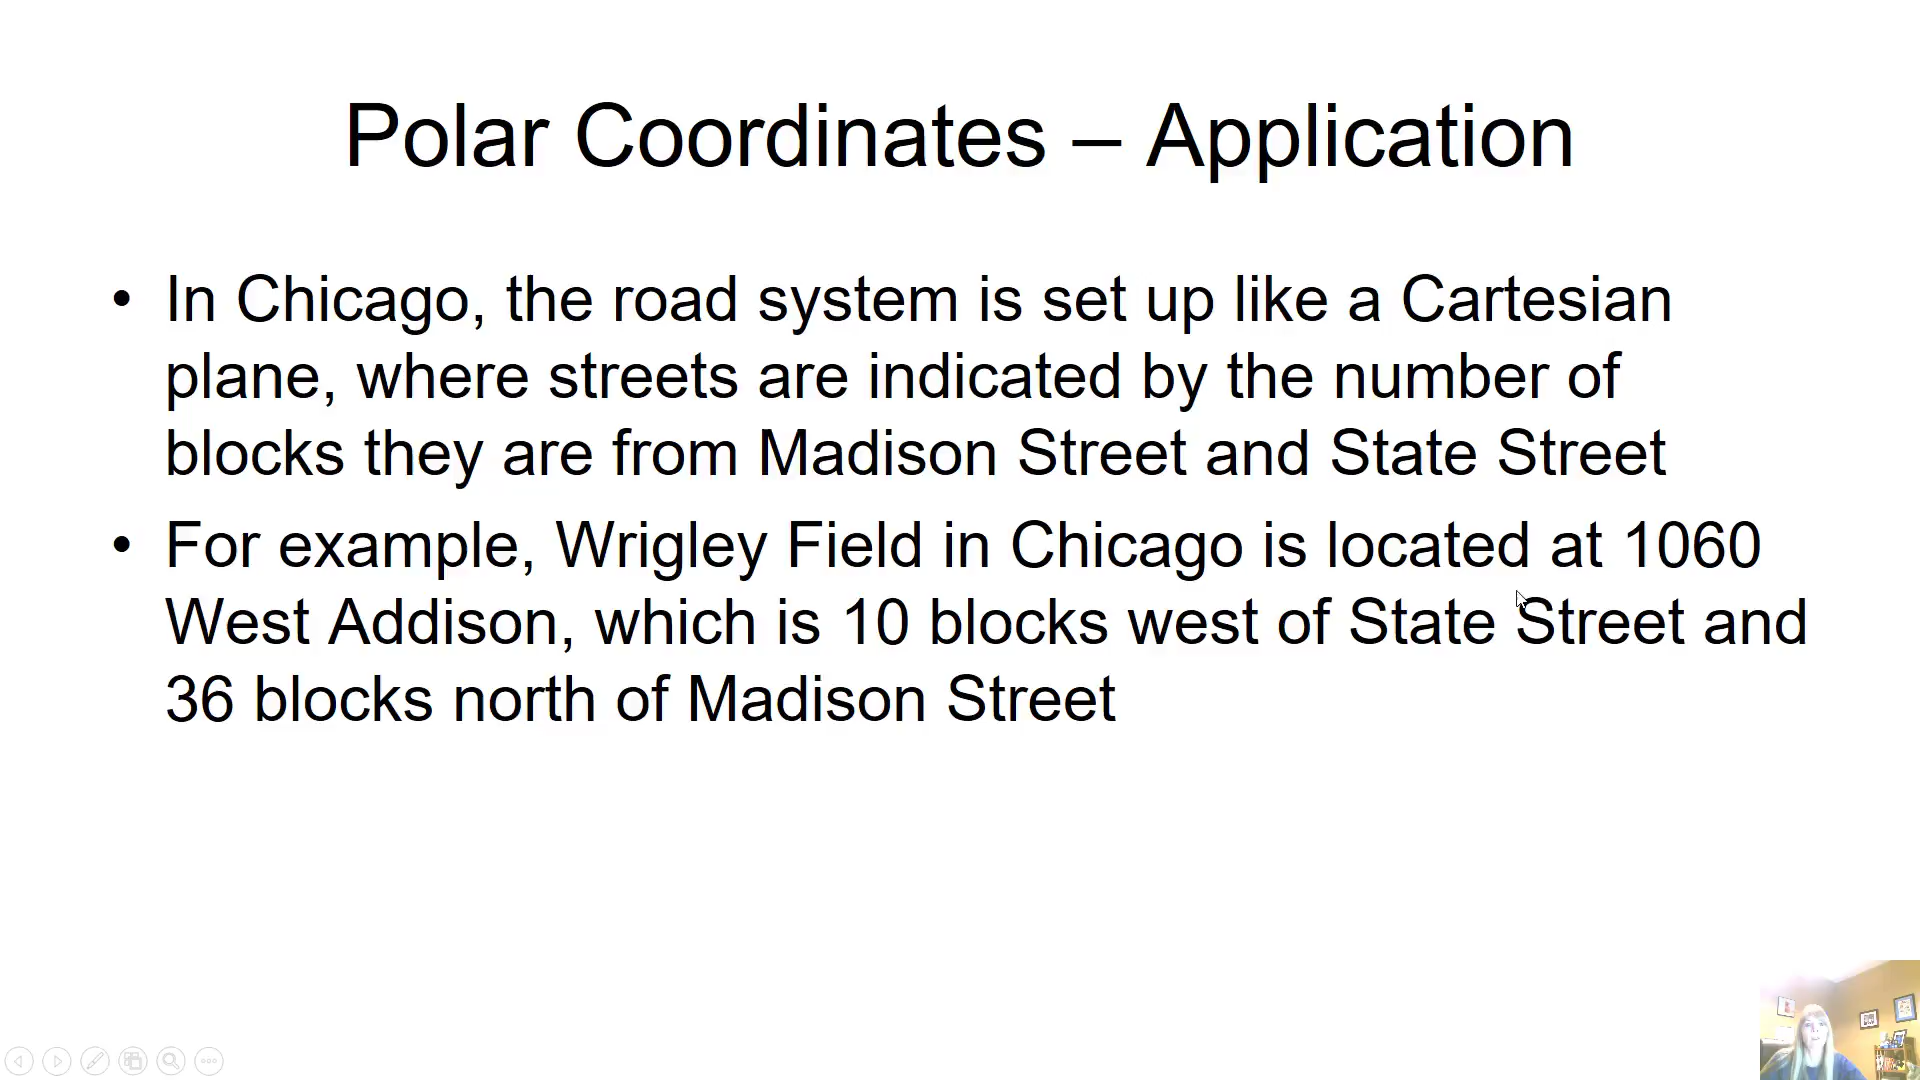 Polar Coordinates – Application
• In Chicago, the road system is set up like a Cartesian
plane, where streets are indicated by the number of
blocks they are from Madison Street and State Street
• For example, Wrigley Field in Chicago is located at 1060
West Addison, which is 10 blocks west of State Street and
36 blocks north of Madison Street